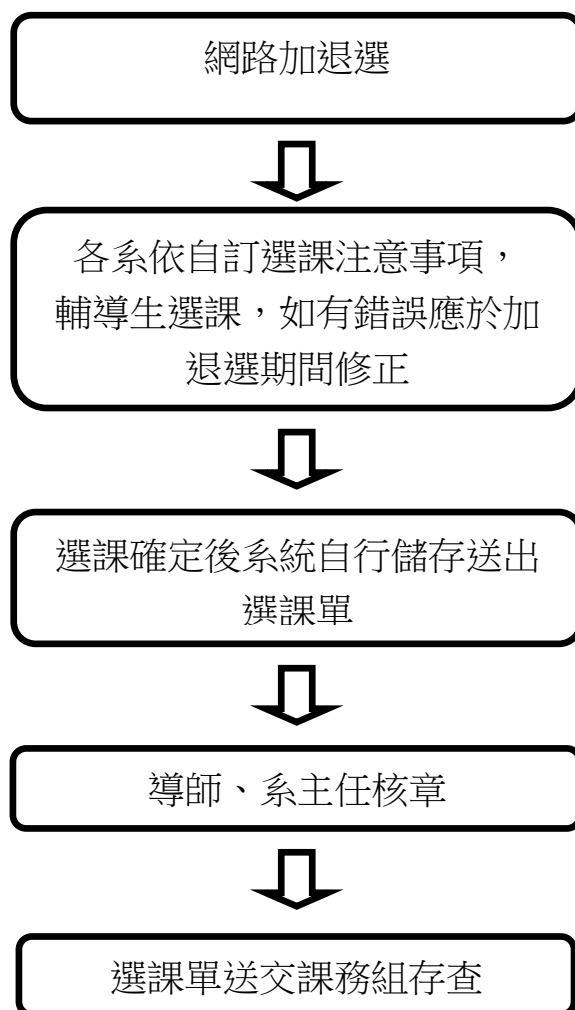 網路加退選
各系依自訂選課注意事項，
輔導生選課，如有錯誤應於加
退選期間修正
選課確定後系統自行儲存送出
選課單
導師、系主任核章
選課單送交課務組存查